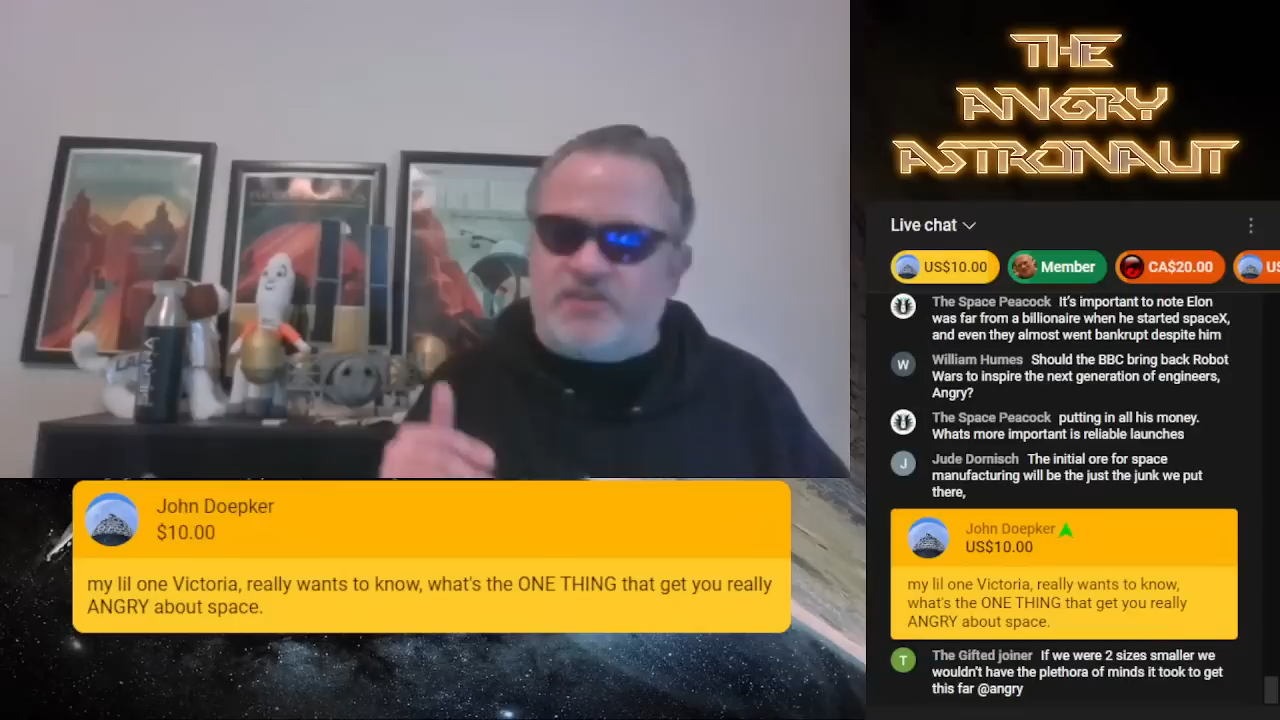 THE
ANGRY
ASTRONAUT
Live chat
US$10.00
Member
CA$20.00
US
The Space Peacock It's important to note Elon
was far from a billionaire when he started spaceX,
and even they almost went bankrupt despite him
W
William Humes Should the BBC bring back Robot
Wars to inspire the next generation of engineers,
Angry?
The Space Peacock putting in all his money.
Whats more important is reliable launches
J
Jude Dornisch The initial ore for space
manufacturing will be the just the junk we put
there,
John Doepker
US$10.00
my lil one Victoria, really wants to know,
what's the ONE THING that get you really
ANGRY about space.
T
The Gifted joiner If we were 2 sizes smaller we
wouldn't have the plethora of minds it took to get
this far @angry
John Doepker
$10.00
my lil one Victoria, really wants to know, what's the ONE THING that get you really
ANGRY about space.